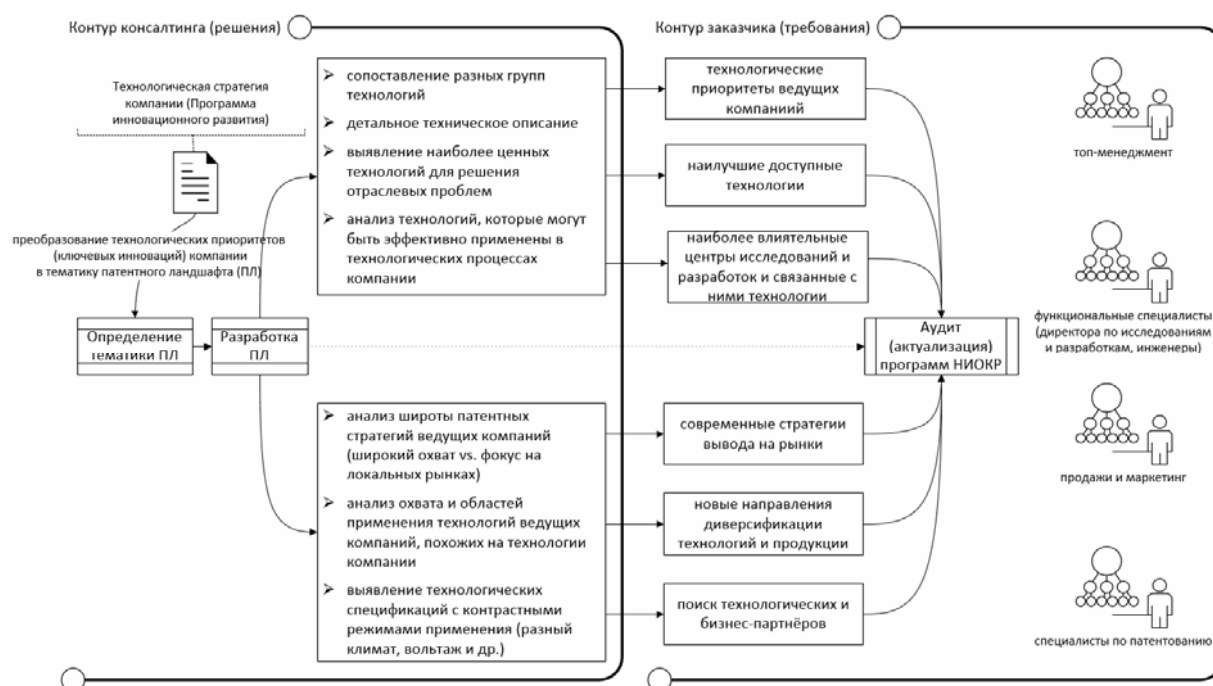 Контур консалтинга (решения)
Технологическая стратегия
компании (Программа
инновационного развития)
преобразование технологических приоритетов
(ключевых инноваций) компании
в тематику патентного ландшафта (ПЛ)
Определение
тематики ПЛ
Разработка
ПЛ
➢ сопоставление разных групп
технологий
➢ детальное техническое описание
➢ выявление наиболее ценных
технологий для решения
отраслевых проблем
➢ анализ технологий, которые могут
быть эффективно применены в
технологических процессах
компании
➢ анализ широты патентных
стратегий ведущих компаний
(широкий охват vs. фокус на
локальных рынках)
➢ анализ охвата и областей
применения технологий ведущих
компаний, похожих на технологии
компании
➢ выявление технологических
спецификаций с контрастными
режимами применения (разный
климат, вольтаж и др.)
Контур заказчика (требования)
технологические
приоритеты ведущих
компаниий
наилучшие доступные
технологии
наиболее влиятельные
центры исследований и
разработок и связанные с
ними технологии
современные стратегии
вывода на рынки
новые направления
диверсификации
технологий и продукции
поиск технологических и
бизнес-партнёров
Аудит
(актуализация)
программ НИОКР
топ-менеджмент
функциональные специалисты
(директора по исследованиям
и разработкам, инженеры)
продажи и маркетинг
специалисты по патентованию